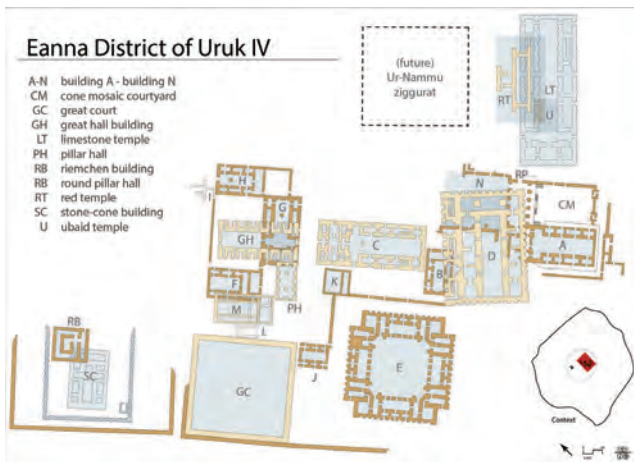 Eanna District of Uruk IV
A-N building A - building N
CM cone mosaic courtyard
GC great court
GH great hall building
LT limestone temple
PH pillar hall
RB riemchen building
RB round pillar hall
RT red temple
SC stone-cone building
U ubaid temple
(future)
Ur-Nammu
ziggurat
RT
LT
U
H
I
G
GH
N
RP
CM
C
A
D
B
F
K
M
PH
L
RB
SC
GC
J
E
Context